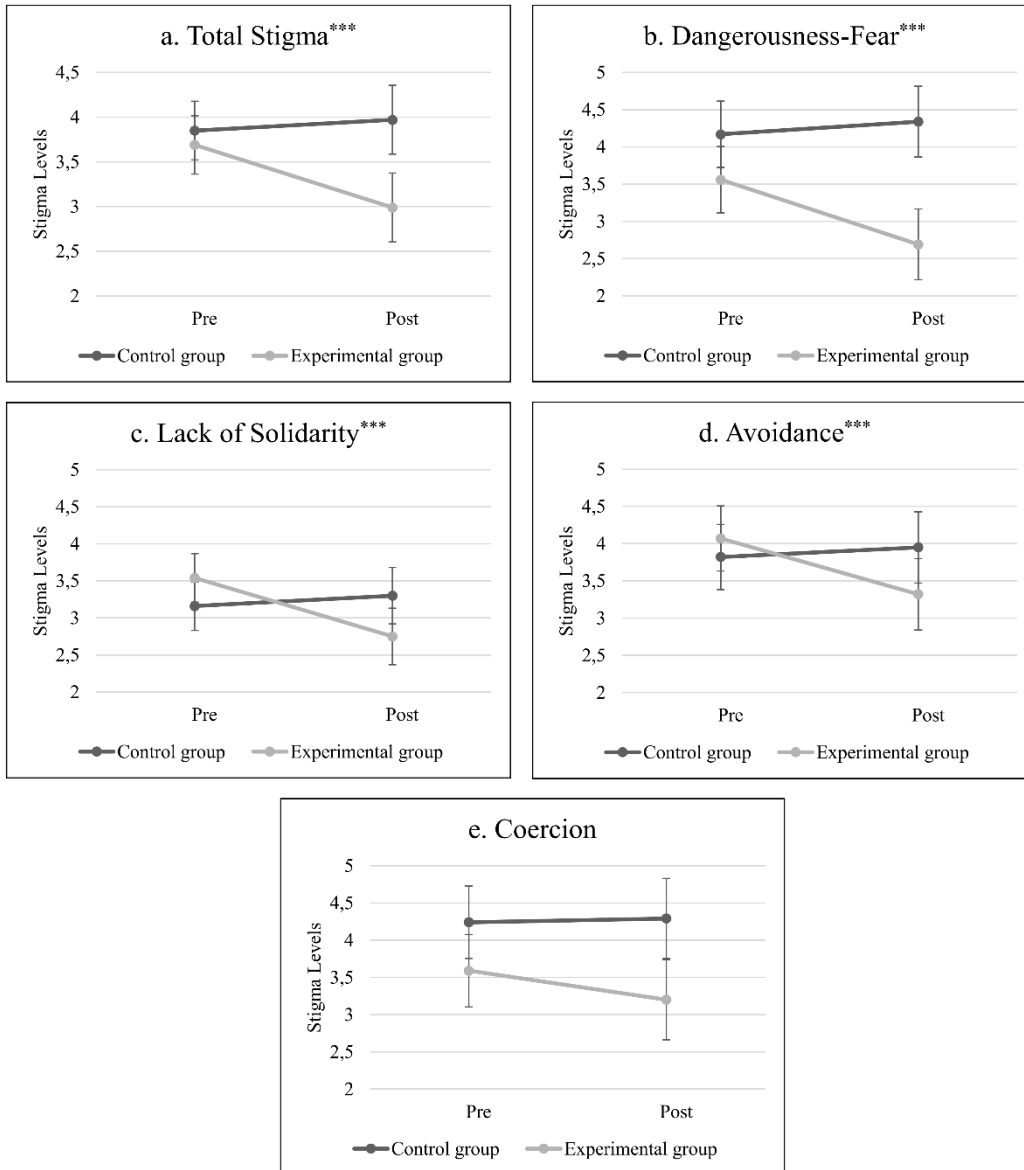 a. Total Stigma***
Stigma Levels
4,5
4
3,5
3
2,5
2
Pre Post
Control group Experimental group
b. Dangerousness-Fear***
Stigma Levels
5
4,5
4
3,5
3
2,5
2
Pre Post
Control group Experimental group
c. Lack of Solidarity***
Stigma Levels
5
4,5
4
3,5
3
2,5
2
Pre Post
Control group Experimental group
d. Avoidance***
Stigma Levels
5
4,5
4
3,5
3
2,5
2
Pre Post
Control group Experimental group
e. Coercion
Stigma Levels
5
4,5
4
3,5
3
2,5
2
Pre Post
Control group Experimental group